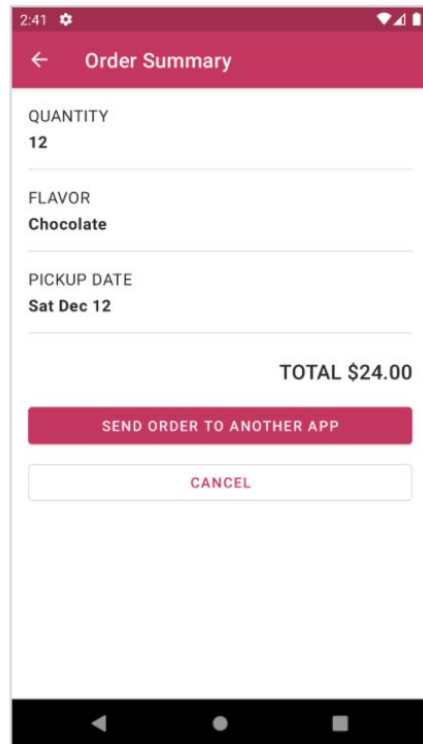 2:41
Order Summary
QUANTITY
12
FLAVOR
Chocolate
PICKUP DATE
Sat Dec 12
TOTAL $24.00
SEND ORDER TO ANOTHER APP
CANCEL